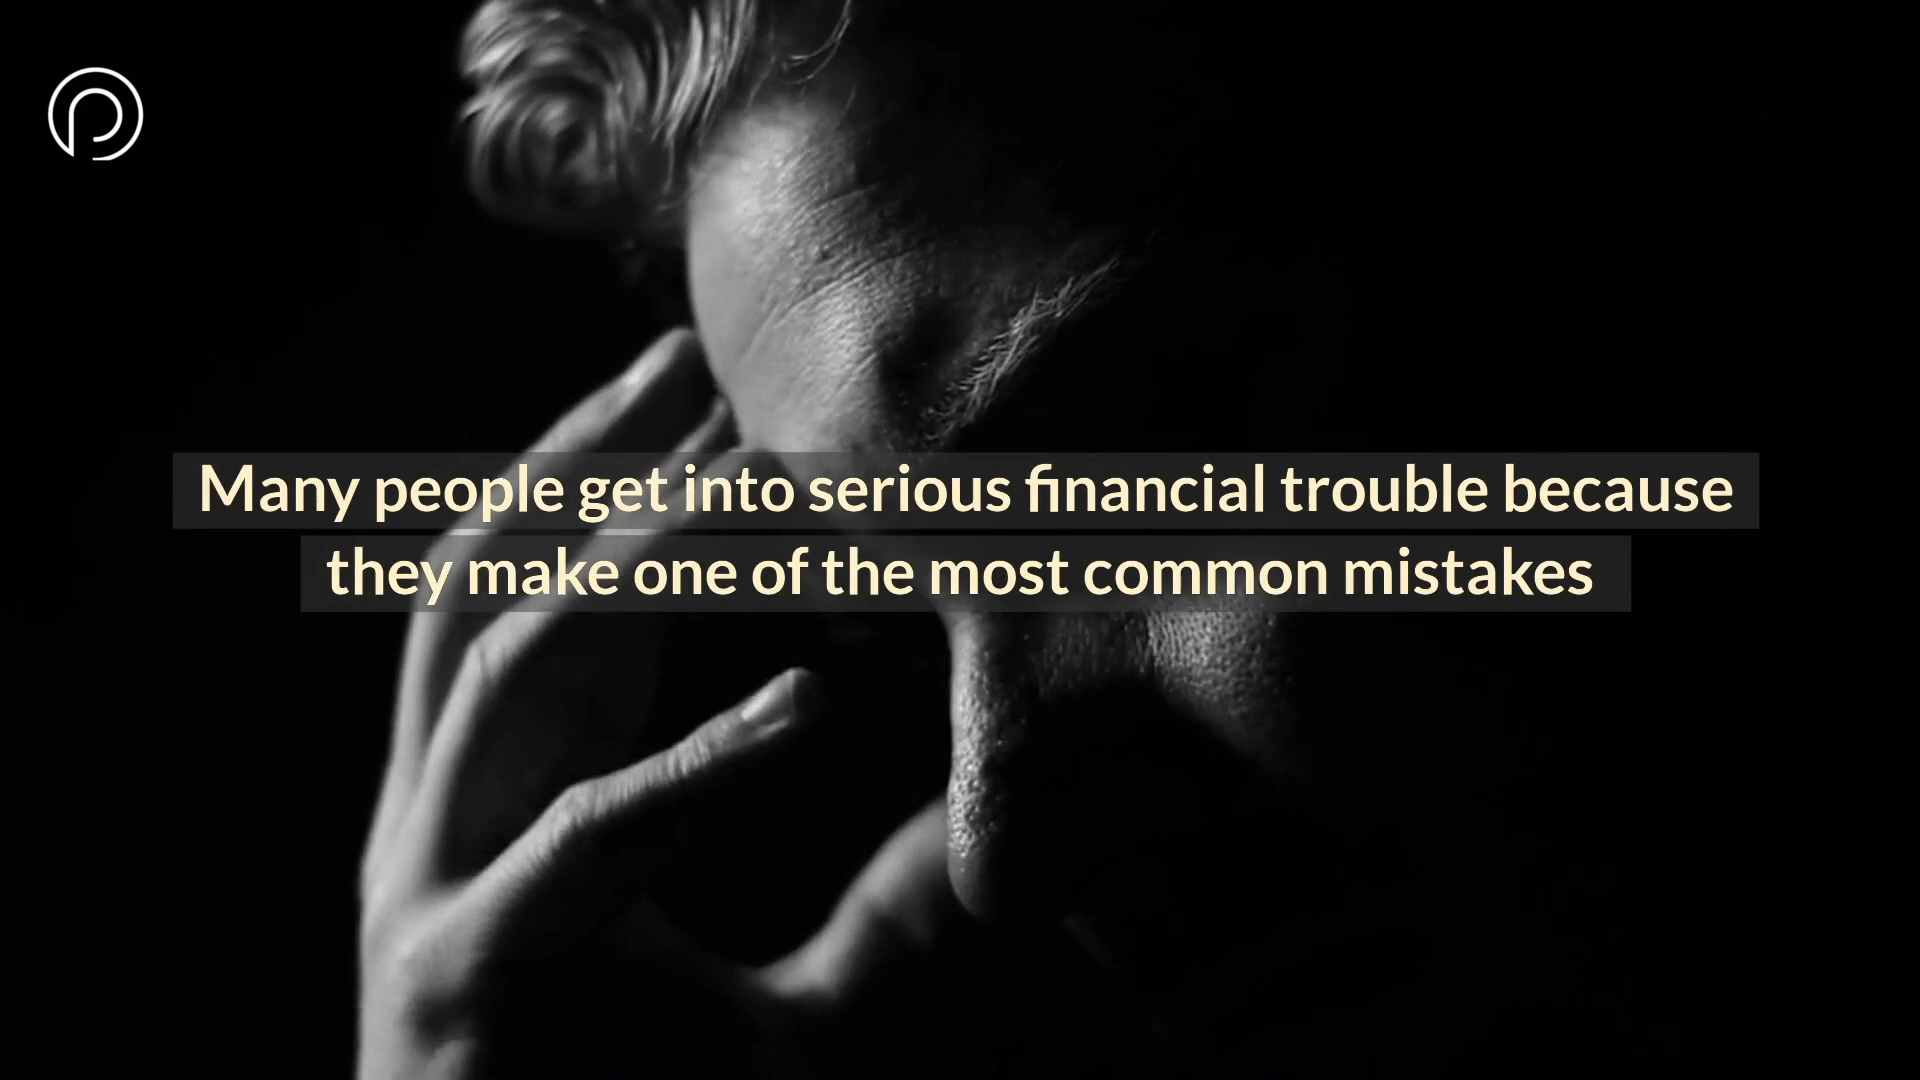 Many people get into serious financial trouble because
they make one of the most common mistakes